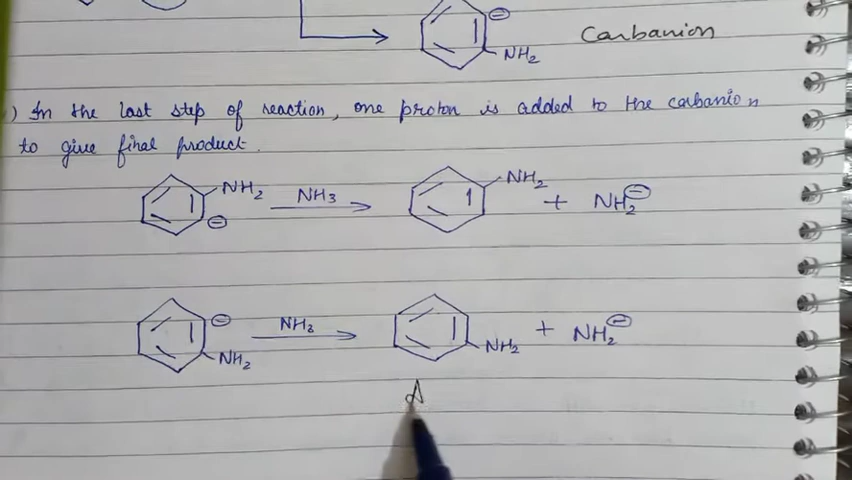 ⊖
NH₂ Carbanion
) In the last step of reaction, one proton is added to the carbanion
to give final product.
NH₂ ⊖ NH₃ NH₂ + NH₂⊖
⊖ NH₂ NH₃ NH₂ + NH₂⊖
A